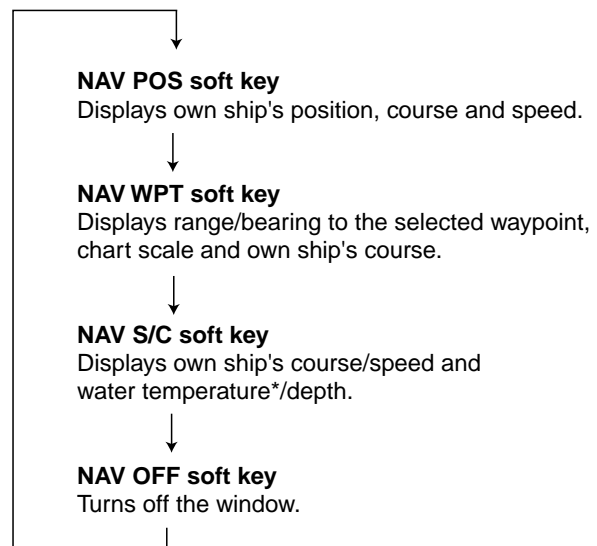 NAV POS soft key
Displays own ship's position, course and speed.
NAV WPT soft key
Displays range/bearing to the selected waypoint,
chart scale and own ship's course.
NAV S/C soft key
Displays own ship's course/speed and
water temperature*/depth.
NAV OFF soft key
Turns off the window.